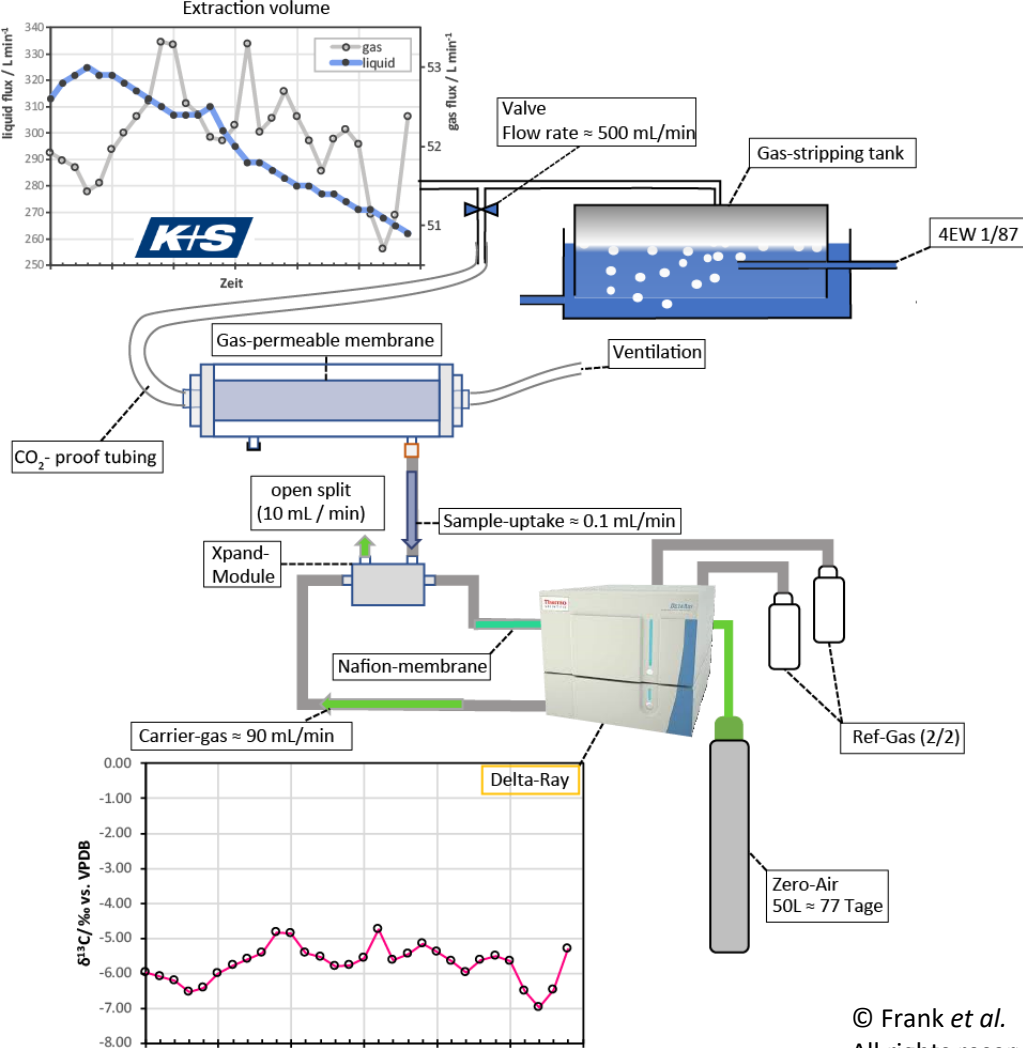 Extraction volume
liquid flux / L min⁻¹
340
330
320
310
300
290
280
270
260
250
gas
liquid
53
52
51
gas flux / L min⁻¹
K+S
Zeit
Valve
Flow rate ≈ 500 mL/min
Gas-stripping tank
4EW 1/87
Gas-permeable membrane
Ventilation
CO₂- proof tubing
open split
(10 mL / min)
Sample-uptake ≈ 0.1 mL/min
Xpand-
Module
Thermo
SCIENTIFIC
Delta Ray
Nafion-membrane
Carrier-gas ≈ 90 mL/min
Ref-Gas (2/2)
Delta-Ray
Zero-Air
50L ≈ 77 Tage
δ¹³C/‰ vs. VPDB
0.00
-1.00
-2.00
-3.00
-4.00
-5.00
-6.00
-7.00
-8.00
© Frank et al.